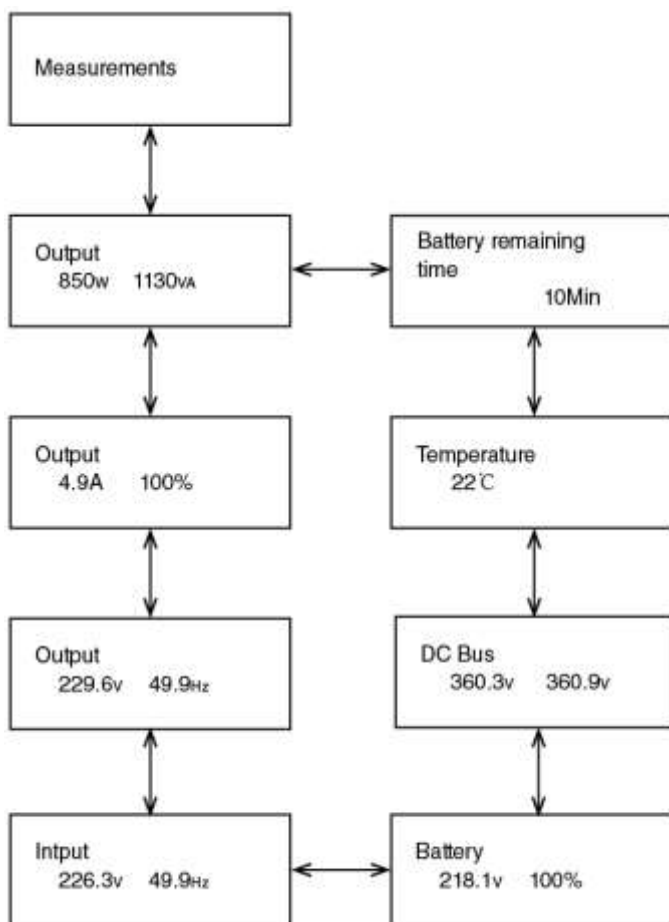 Measurements
Output
850W 1130VA
Battery remaining
time
10Min
Output
4.9A 100%
Temperature
22℃
Output
229.6V 49.9Hz
DC Bus
360.3V 360.9V
Intput
226.3V 49.9Hz
Battery
218.1V 100%